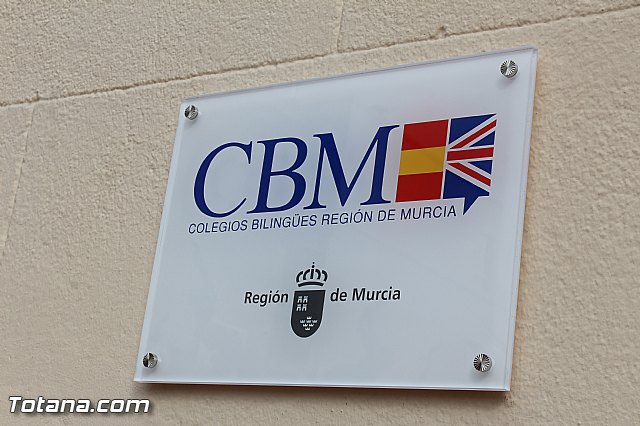 CBM
COLEGIOS BILINGÜES REGIÓN DE MURCIA
Región de Murcia
Totana.com